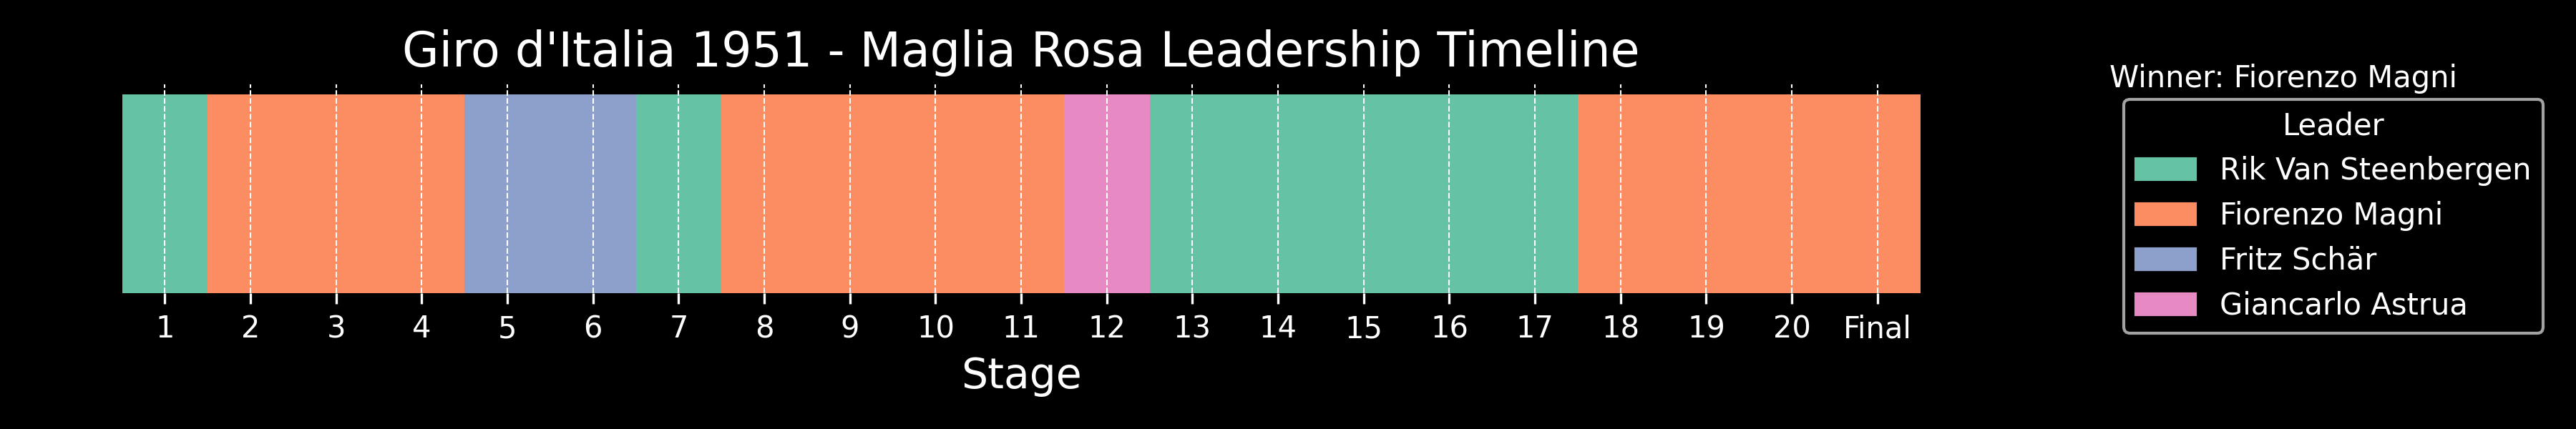 Giro d'Italia 1951 - Maglia Rosa Leadership Timeline
Winner: Fiorenzo Magni
Leader
Rik Van Steenbergen
Fiorenzo Magni
Fritz Schär
Giancarlo Astrua
1 2 3 4 5 6 7 8 9 10 11 12 13 14 15 16 17 18 19 20 Final
Stage